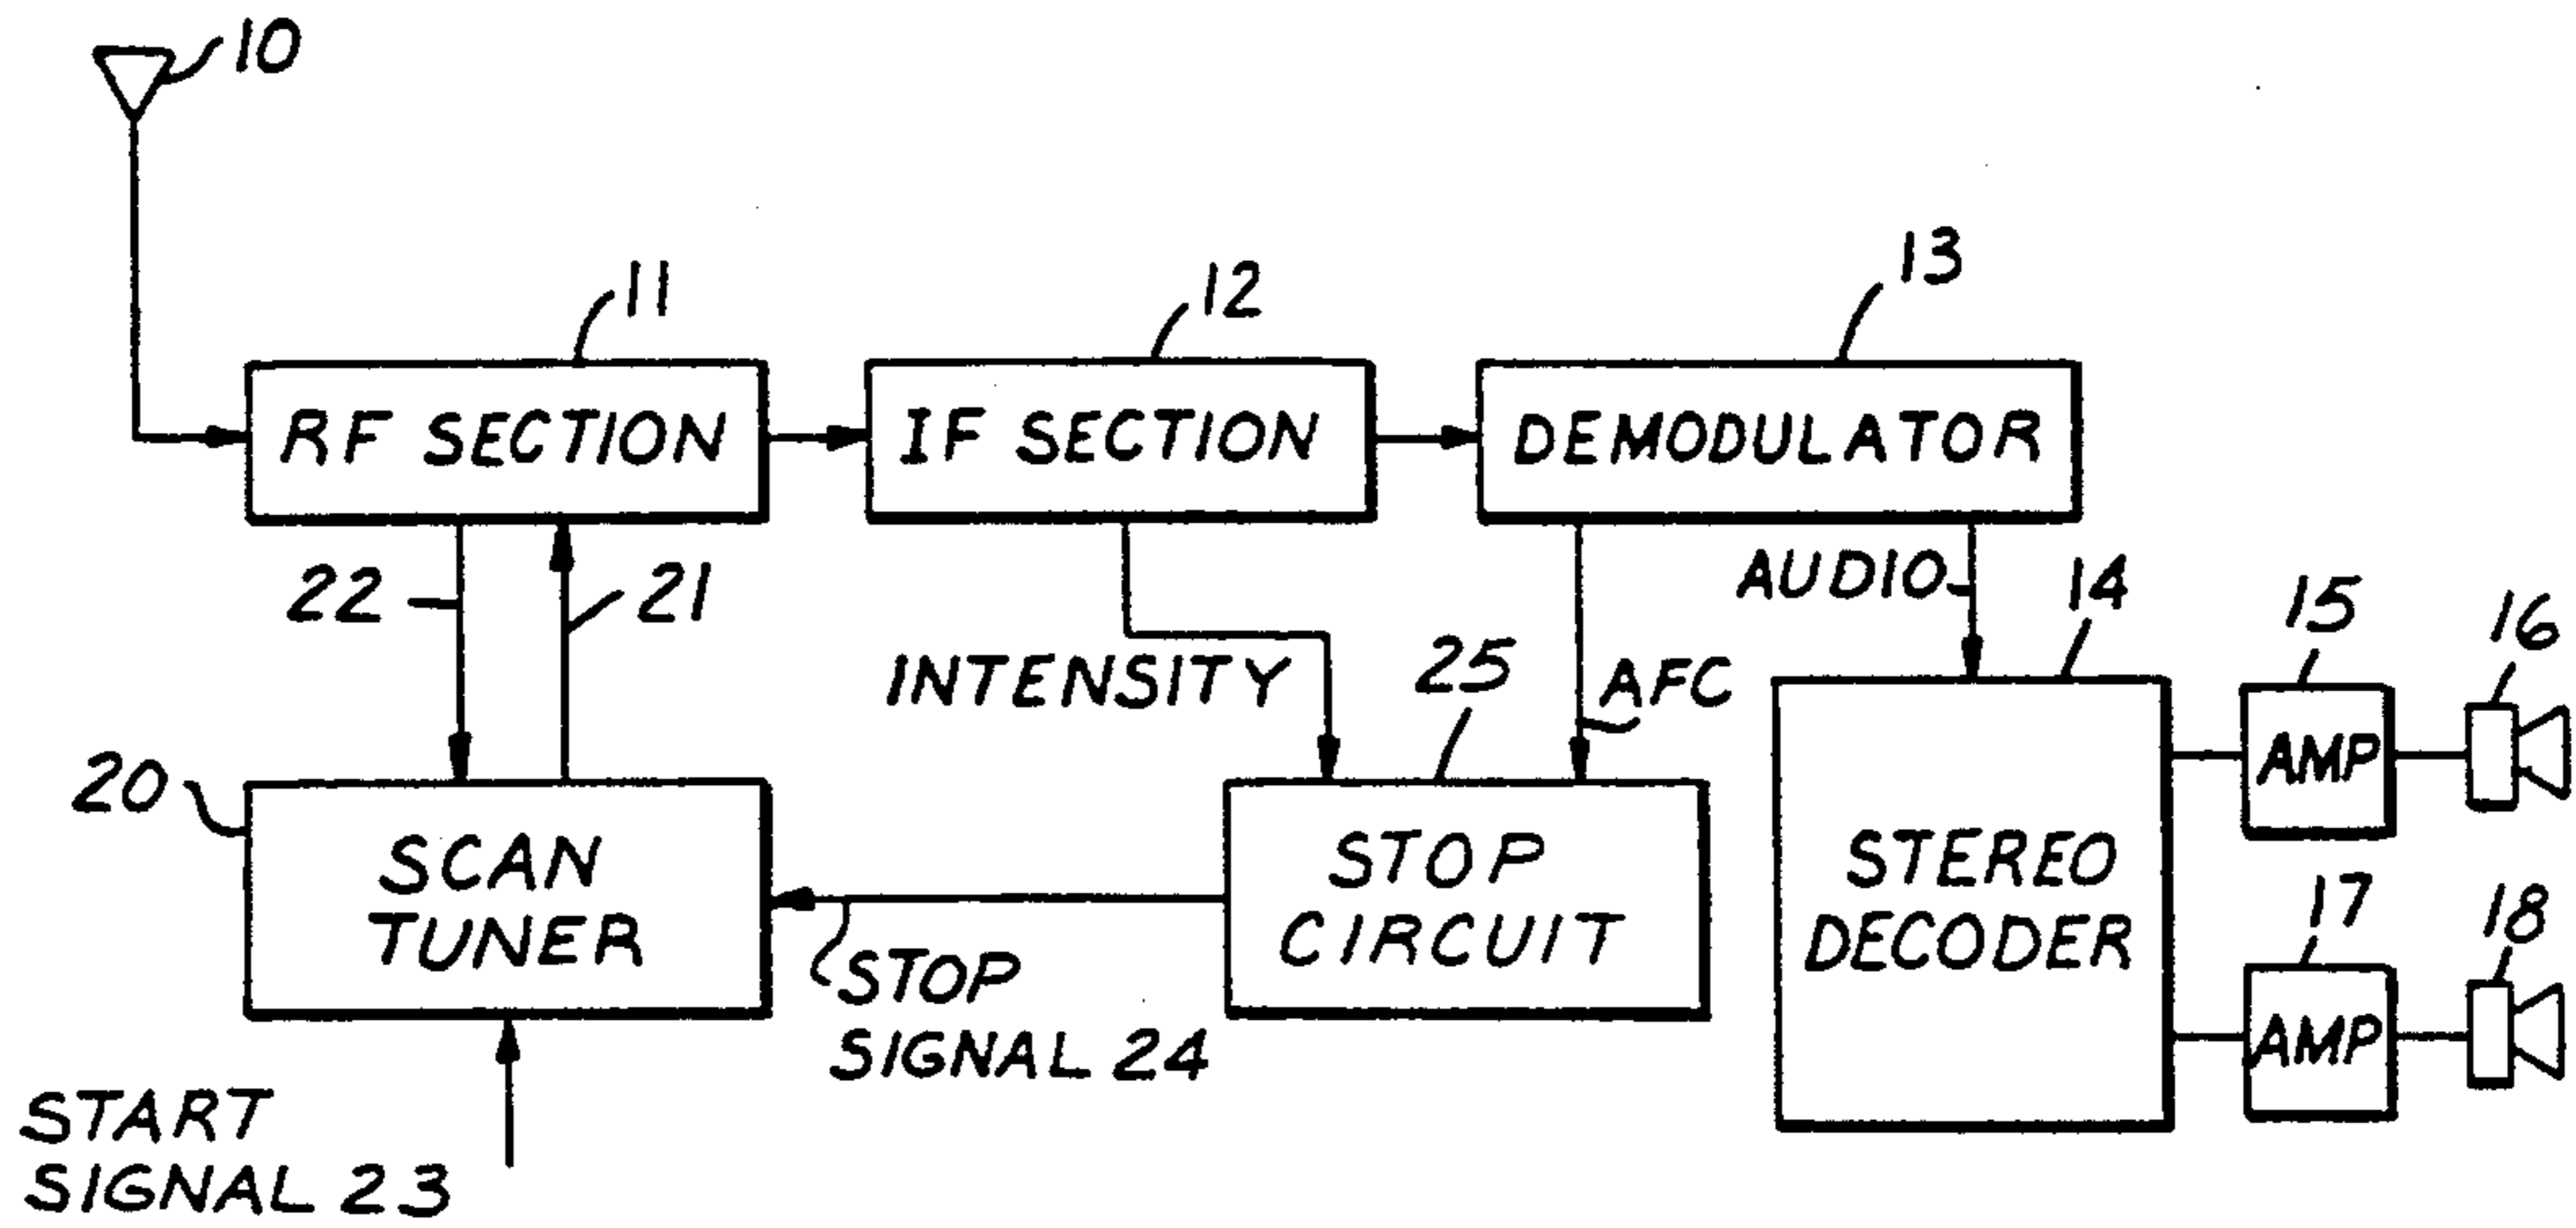 10
11
12
13
RF SECTION
IF SECTION
DEMODULATOR
22
21
INTENSITY
25
AFC
AUDIO
14
15
16
20
SCAN
TUNER
STOP
CIRCUIT
STEREO
DECODER
AMP
17
18
AMP
STOP
SIGNAL 24
START
SIGNAL 23